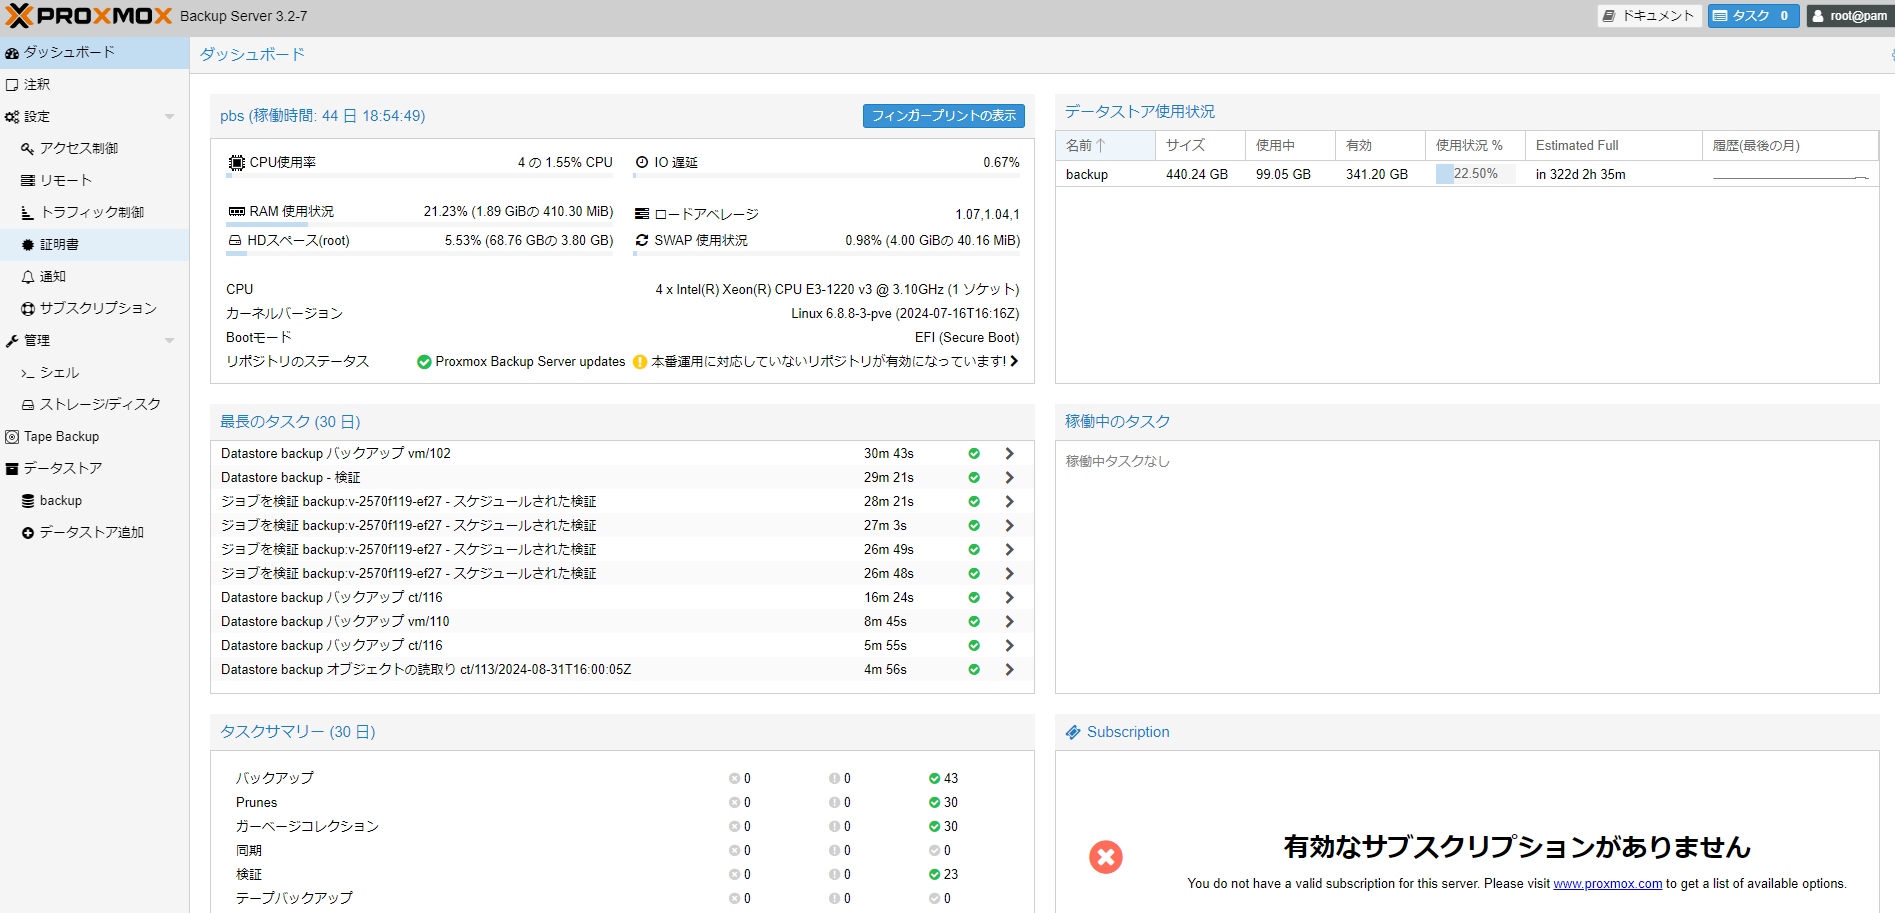 PROXMOX Backup Server 3.2-7
ドキュメント タスク 0 root@pam
ダッシュボード
注釈
設定
アクセス制御
リモート
トラフィック制御
証明書
通知
サブスクリプション
管理
シェル
ストレージ/ディスク
Tape Backup
データストア
backup
データストア追加
ダッシュボード
pbs (稼働時間: 44 日 18:54:49) フィンガープリントの表示
CPU使用率 4 の 1.55% CPU IO 遅延 0.67%
RAM 使用状況 21.23% (1.89 GiBの 410.30 MiB) ロードアベレージ 1.07,1.04,1
HDスペース(root) 5.53% (68.76 GBの 3.80 GB) SWAP 使用状況 0.98% (4.00 GiBの 40.16 MiB)
CPU 4 x Intel(R) Xeon(R) CPU E3-1220 v3 @ 3.10GHz (1 ソケット)
カーネルバージョン Linux 6.8.8-3-pve (2024-07-16T16:16Z)
Bootモード EFI (Secure Boot)
リポジトリのステータス Proxmox Backup Server updates 本番運用に対応していないリポジトリが有効になっています!
データストア使用状況
名前 サイズ 使用中 有効 使用状況 % Estimated Full 履歴(最後の月)
backup 440.24 GB 99.05 GB 341.20 GB 22.50% in 322d 2h 35m
最長のタスク (30 日)
Datastore backup バックアップ vm/102 30m 43s
Datastore backup - 検証 29m 21s
ジョブを検証 backup:v-2570f119-ef27 - スケジュールされた検証 28m 21s
ジョブを検証 backup:v-2570f119-ef27 - スケジュールされた検証 27m 3s
ジョブを検証 backup:v-2570f119-ef27 - スケジュールされた検証 26m 49s
ジョブを検証 backup:v-2570f119-ef27 - スケジュールされた検証 26m 48s
Datastore backup バックアップ ct/116 16m 24s
Datastore backup バックアップ vm/110 8m 45s
Datastore backup バックアップ ct/116 5m 55s
Datastore backup オブジェクトの読取り ct/113/2024-08-31T16:00:05Z 4m 56s
稼働中のタスク
稼働中タスクなし
タスクサマリー (30 日)
バックアップ 0 0 43
Prunes 0 0 30
ガーベージコレクション 0 0 30
同期 0 0 0
検証 0 0 23
テープバックアップ 0 0 0
Subscription
有効なサブスクリプションがありません
You do not have a valid subscription for this server. Please visit www.proxmox.com to get a list of available options.